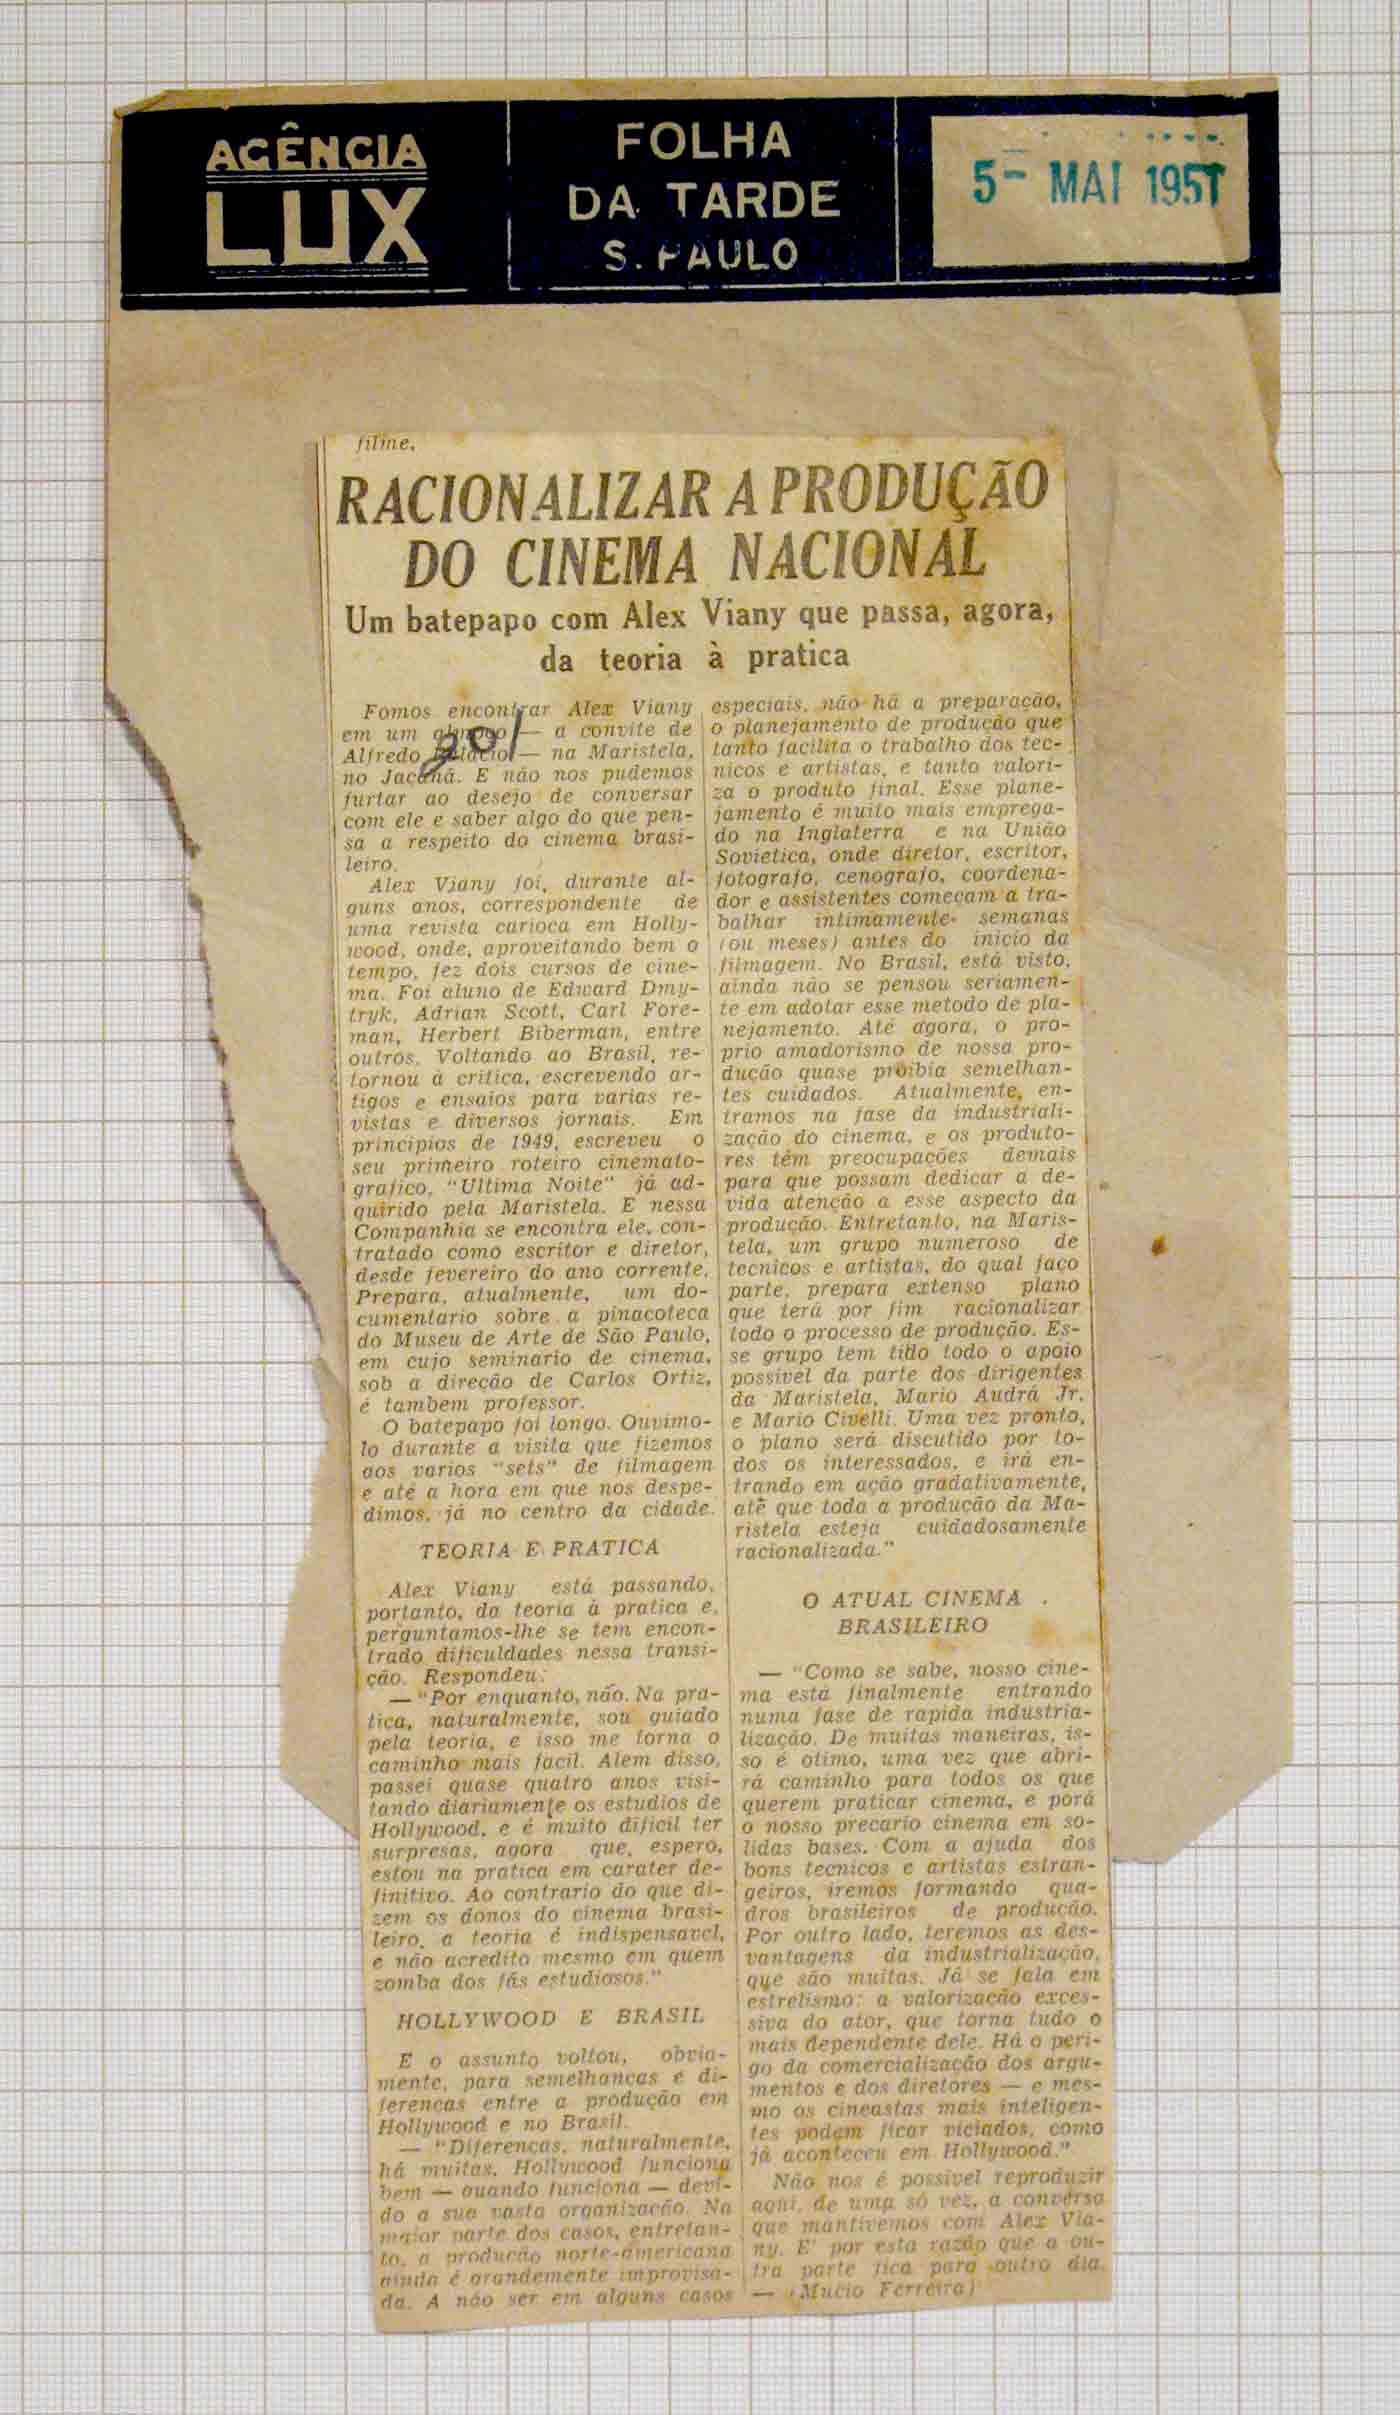 AGÊNCIA
LUX
FOLHA
DA TARDE
S. PAULO
5- MAI 1951
filme.
RACIONALIZAR A PRODUÇÃO
DO CINEMA NACIONAL
Um batepapo com Alex Viany que passa, agora,
da teoria à pratica
Fomos encontrar Alex Viany
em um almoço — a convite de
Alfredo Palacio — na Maristela,
no Jaçanã. E não nos pudemos
furtar ao desejo de conversar
com ele e saber algo do que pen-
sa a respeito do cinema brasi-
leiro.
Alex Viany foi, durante al-
guns anos, correspondente de
uma revista carioca em Holly-
wood, onde, aproveitando bem o
tempo, fez dois cursos de cine-
ma. Foi aluno de Edward Dmy-
tryk, Adrian Scott, Carl Fore-
man, Herbert Biberman, entre
outros. Voltando ao Brasil, re-
tornou à critica, escrevendo ar-
tigos e ensaios para varias re-
vistas e diversos jornais. Em
principios de 1949, escreveu o
seu primeiro roteiro cinemato-
grafico, "Ultima Noite" já ad-
quirido pela Maristela. E nessa
Companhia se encontra ele, con-
tratado como escritor e diretor,
desde fevereiro do ano corrente.
Prepara, atualmente, um do-
cumentario sobre a pinacoteca
do Museu de Arte de São Paulo,
em cujo seminario de cinema,
sob a direção de Carlos Ortiz,
é tambem professor.
O batepapo foi longo. Ouvimo-
lo durante a visita que fizemos
aos varios "sets" de filmagem
e até a hora em que nos despe-
dimos, já no centro da cidade.
TEORIA E PRATICA
Alex Viany está passando,
portanto, da teoria à pratica e,
perguntamos-lhe se tem encon-
trado dificuldades nessa transi-
ção. Respondeu:
— "Por enquanto, não. Na pra-
tica, naturalmente, sou guiado
pela teoria, e isso me torna o
caminho mais facil. Alem disso,
passei quase quatro anos visi-
tando diariamente os estudios de
Hollywood, e é muito dificil ter
surpresas, agora que, espero,
estou na pratica em carater de-
finitivo. Ao contrario do que di-
zem os donos do cinema brasi-
leiro, a teoria é indispensavel,
e não acredito mesmo em quem
zomba dos fãs estudiosos."
HOLLYWOOD E BRASIL
E o assunto voltou, obvia-
mente, para semelhanças e di-
ferenças entre a produção em
Hollywood e no Brasil.
— "Diferenças, naturalmente,
há muitas. Hollywood funciona
bem — quando funciona — devi-
do a sua vasta organização. Na
maior parte dos casos, entretan-
to, a produção norte-americana
ainda é grandemente improvisa-
da. A não ser em alguns casos
especiais, não há a preparação,
o planejamento de produção que
tanto facilita o trabalho dos tec-
nicos e artistas, e tanto valori-
za o produto final. Esse plane-
jamento é muito mais emprega-
do na Inglaterra e na União
Sovietica, onde diretor, escritor,
fotografo, cenografo, coordena-
dor e assistentes começam a tra-
balhar intimamente semanas
(ou meses) antes do inicio da
filmagem. No Brasil, está visto,
ainda não se pensou seriamen-
te em adotar esse metodo de pla-
nejamento. Até agora, o pro-
prio amadorismo de nossa pro-
dução quase proibia semelhan-
tes cuidados. Atualmente, en-
tramos na fase da industriali-
zação do cinema, e os produto-
res têm preocupações demais
para que possam dedicar a de-
vida atenção a esse aspecto da
produção. Entretanto, na Maris-
tela, um grupo numeroso de
tecnicos e artistas, do qual faço
parte, prepara extenso plano
que terá por fim racionalizar
todo o processo de produção. Es-
se grupo tem tido todo o apoio
possivel da parte dos dirigentes
da Maristela, Mario Audrá Jr.
e Mario Civelli. Uma vez pronto,
o plano será discutido por to-
dos os interessados, e irá en-
trando em ação gradativamente,
até que toda a produção da Ma-
ristela esteja cuidadosamente
racionalizada."
O ATUAL CINEMA
BRASILEIRO
— "Como se sabe, nosso cine-
ma está finalmente entrando
numa fase de rapida industria-
lização. De muitas maneiras, is-
so é otimo, uma vez que abri-
rá caminho para todos os que
querem praticar cinema, e porá
o nosso precario cinema em so-
lidas bases. Com a ajuda dos
bons tecnicos e artistas estran-
geiros, iremos formando qua-
dros brasileiros de produção.
Por outro lado, teremos as des-
vantagens da industrialização,
que são muitas. Já se fala em
estrelismo: a valorização exces-
siva do ator, que torna tudo o
mais dependente dele. Há o peri-
go da comercialização dos argu-
mentos e dos diretores — e mes-
mo os cineastas mais inteligen-
tes podem ficar viciados, como
já aconteceu em Hollywood."
Não nos é possivel reproduzir
aqui, de uma só vez, a conversa
que mantivemos com Alex Via-
ny. E' por esta razão que a ou-
tra parte fica para outro dia.
— (Mucio Ferreira)